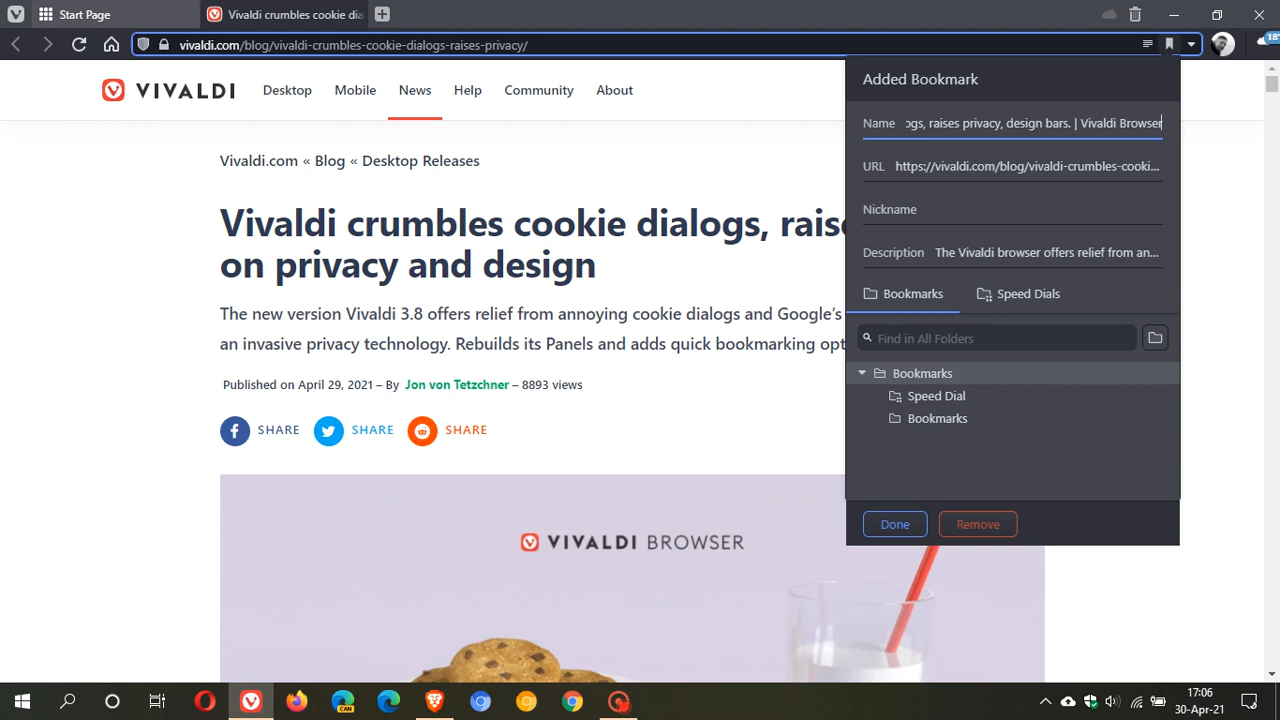 Start Page
Vivaldi crumbles cookie dia
vivaldi.com/blog/vivaldi-crumbles-cookie-dialogs-raises-privacy/
18°
VIVALDI
Desktop
Mobile
News
Help
Community
About
Vivaldi.com « Blog « Desktop Releases
Vivaldi crumbles cookie dialogs, raise
on privacy and design
The new version Vivaldi 3.8 offers relief from annoying cookie dialogs and Google's
an invasive privacy technology. Rebuilds its Panels and adds quick bookmarking opt
Published on April 29, 2021 – By Jon von Tetzchner – 8893 views
SHARE
SHARE
SHARE
VIVALDI BROWSER
Added Bookmark
Name ogs, raises privacy, design bars. | Vivaldi Browser
URL https://vivaldi.com/blog/vivaldi-crumbles-cooki...
Nickname
Description The Vivaldi browser offers relief from an...
Bookmarks
Speed Dials
Find in All Folders
Bookmarks
Speed Dial
Bookmarks
Done
Remove
CAN
17:06
30-Apr-21